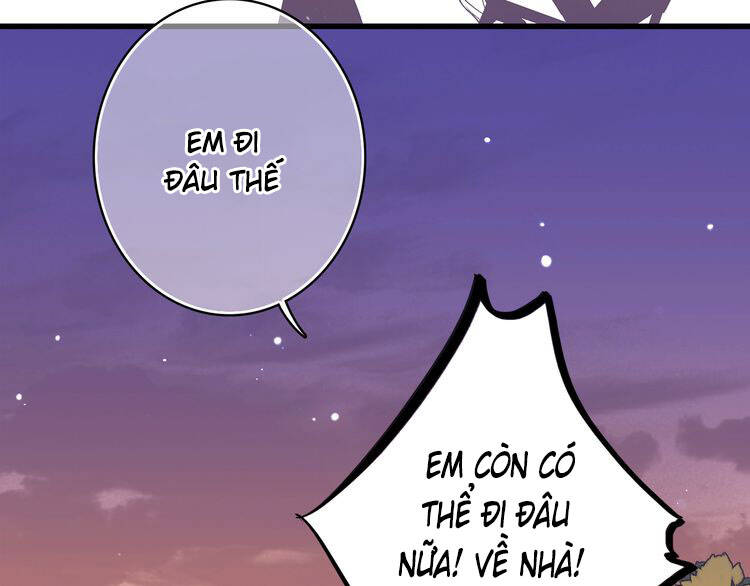 EM ĐI
ĐÂU THẾ
EM CÒN CÓ
THỂ ĐI ĐÂU
NỮA! VỀ NHÀ!